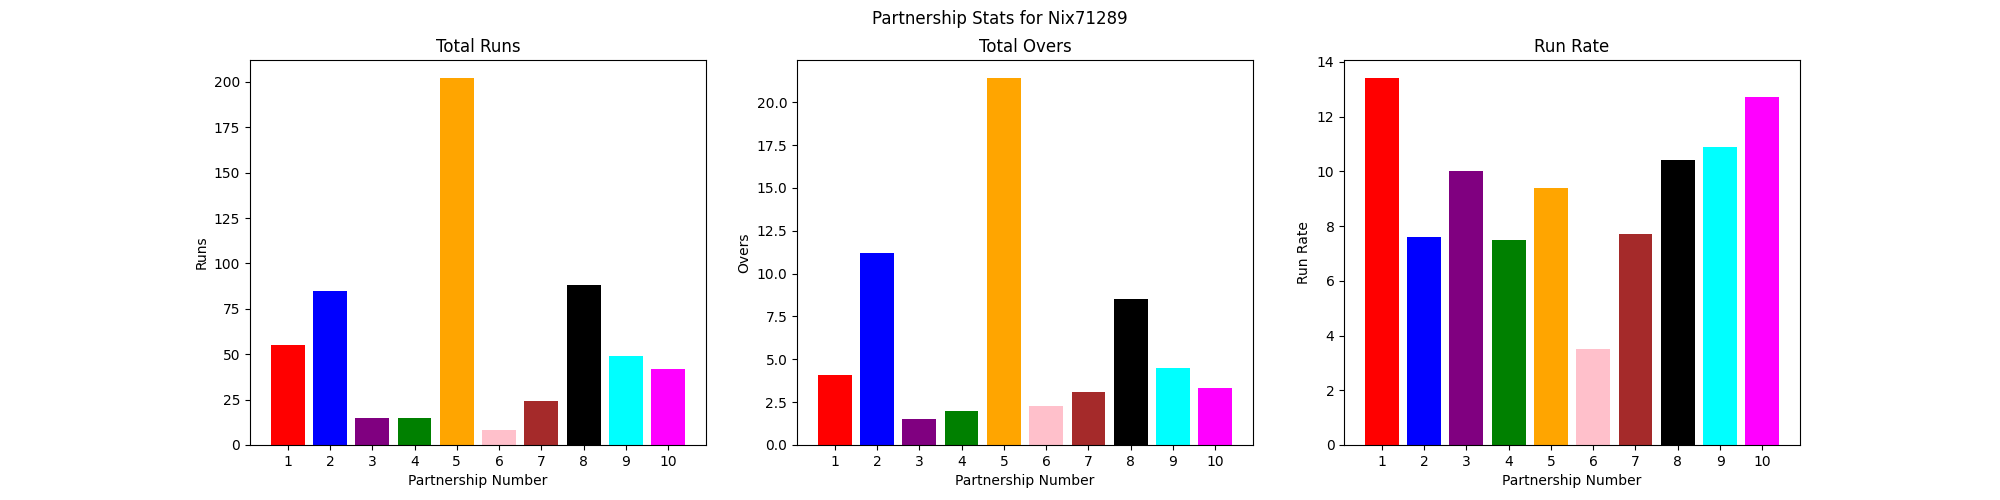 Partnership Stats for Nix71289
Total Runs
200
175
150
125
100
75
50
25
0
Runs
1 2 3 4 5 6 7 8 9 10
Partnership Number
Total Overs
20.0
17.5
15.0
12.5
10.0
7.5
5.0
2.5
0.0
Overs
1 2 3 4 5 6 7 8 9 10
Partnership Number
Run Rate
14
12
10
8
6
4
2
0
Run Rate
1 2 3 4 5 6 7 8 9 10
Partnership Number